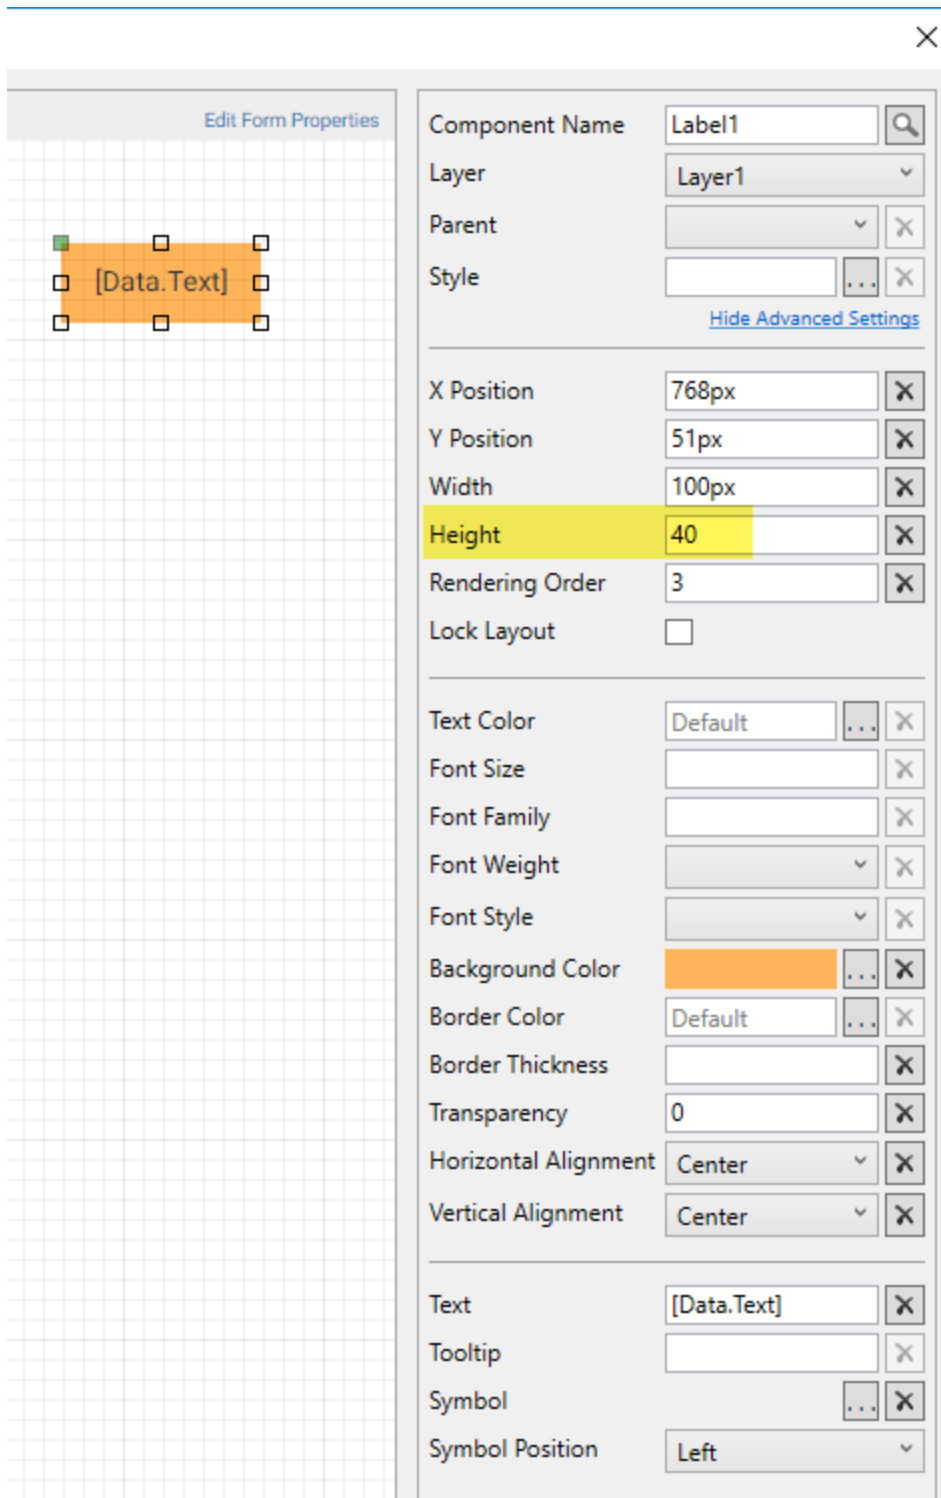 Edit Form Properties
[Data.Text]
Component Name Label1
Layer Layer1
Parent
Style ...
Hide Advanced Settings
X Position 768px
Y Position 51px
Width 100px
Height 40
Rendering Order 3
Lock Layout
Text Color Default ...
Font Size
Font Family
Font Weight
Font Style
Background Color ...
Border Color Default ...
Border Thickness
Transparency 0
Horizontal Alignment Center
Vertical Alignment Center
Text [Data.Text]
Tooltip
Symbol ...
Symbol Position Left